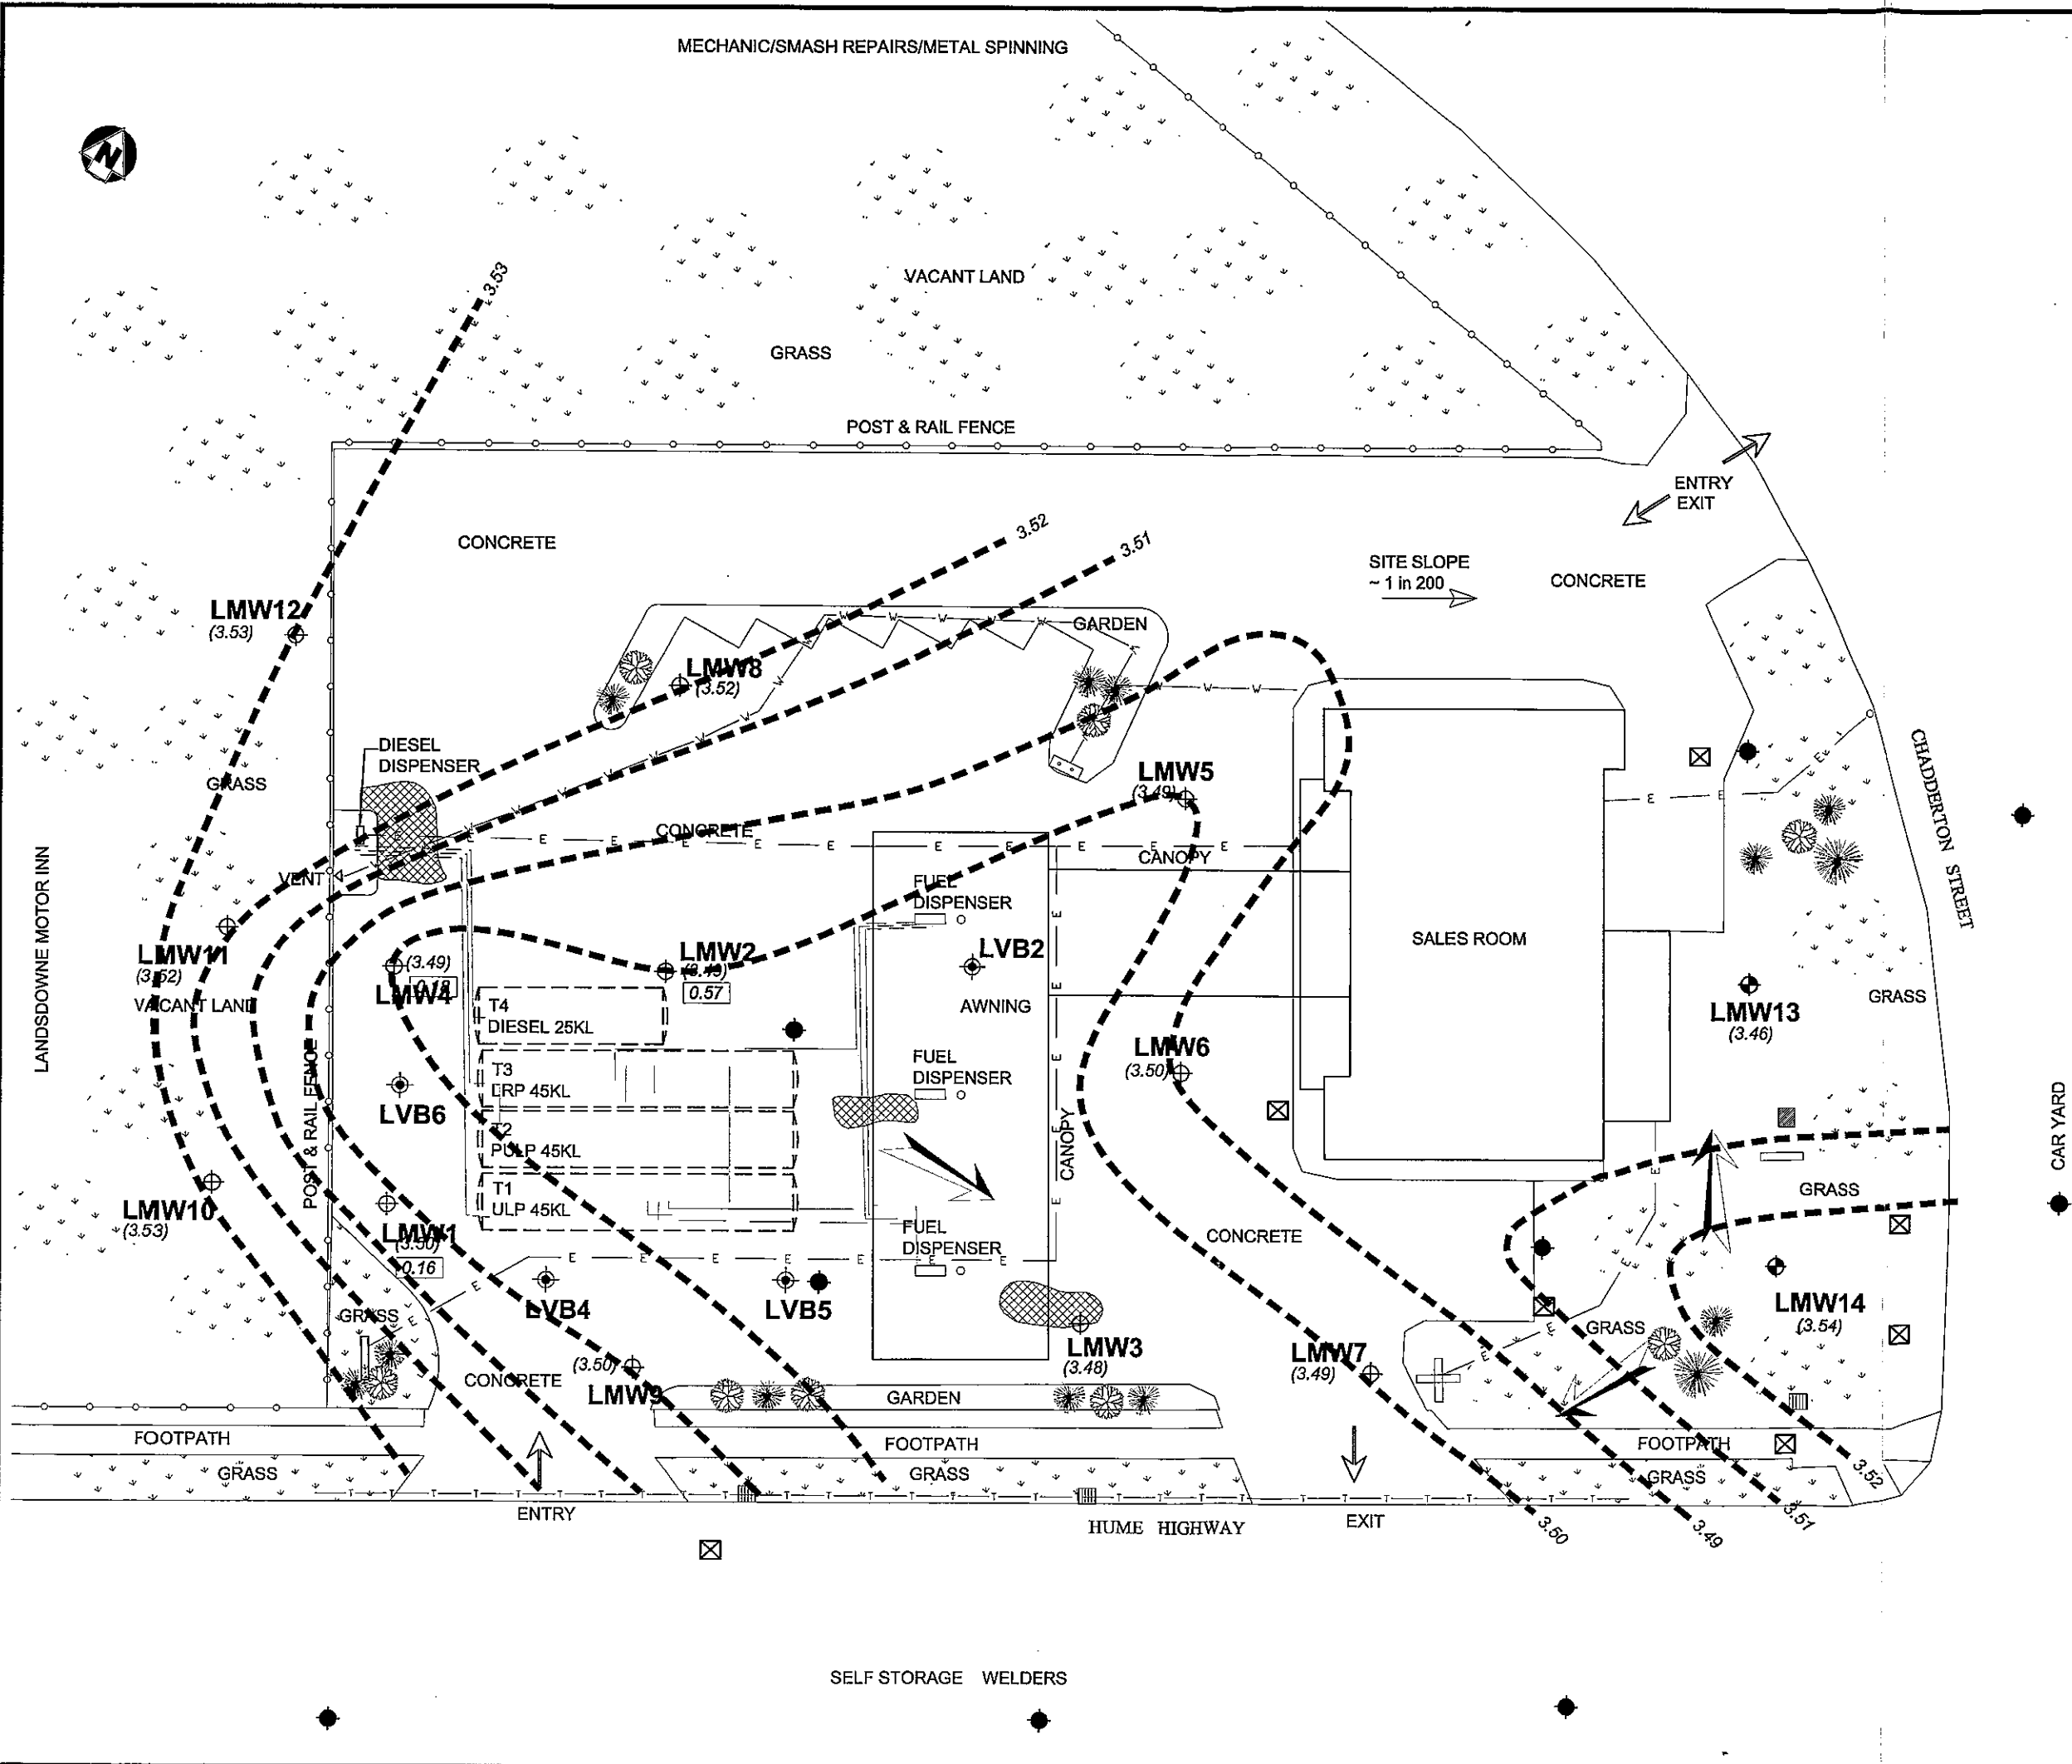 MECHANIC/SMASH REPAIRS/METAL SPINNING
N
3.53
VACANT LAND
GRASS
POST & RAIL FENCE
ENTRY
EXIT
CONCRETE
3.52
3.51
SITE SLOPE
~ 1 in 200
CONCRETE
LMW12
(3.53)
GARDEN
LMW8
(3.52)
DIESEL
DISPENSER
GRASS
LMW5
(3.49)
CONCRETE
CANOPY
VENT
FUEL
DISPENSER
LANDSDOWNE MOTOR INN
CHADDERTON STREET
SALES ROOM
LMW11
(3.52)
VACANT LAND
(3.49)
LMW4
0.18
LMW2
(3.49)
0.57
LVB2
AWNING
T4
DIESEL 25KL
GRASS
LMW13
(3.46)
LMW6
(3.50)
FUEL
DISPENSER
T3
LRP 45KL
LVB6
POST & RAIL FENCE
T2
PULP 45KL
CANOPY
CAR YARD
T1
ULP 45KL
GRASS
LMW10
(3.53)
LMW1
(3.50)
0.16
FUEL
DISPENSER
CONCRETE
LVB4
LVB5
GRASS
LMW14
(3.54)
GRASS
LMW3
(3.48)
LMW7
(3.49)
(3.50)
LMW9
CONCRETE
GARDEN
FOOTPATH
FOOTPATH
FOOTPATH
GRASS
GRASS
GRASS
3.52
3.51
3.49
3.50
ENTRY
HUME HIGHWAY
EXIT
SELF STORAGE WELDERS